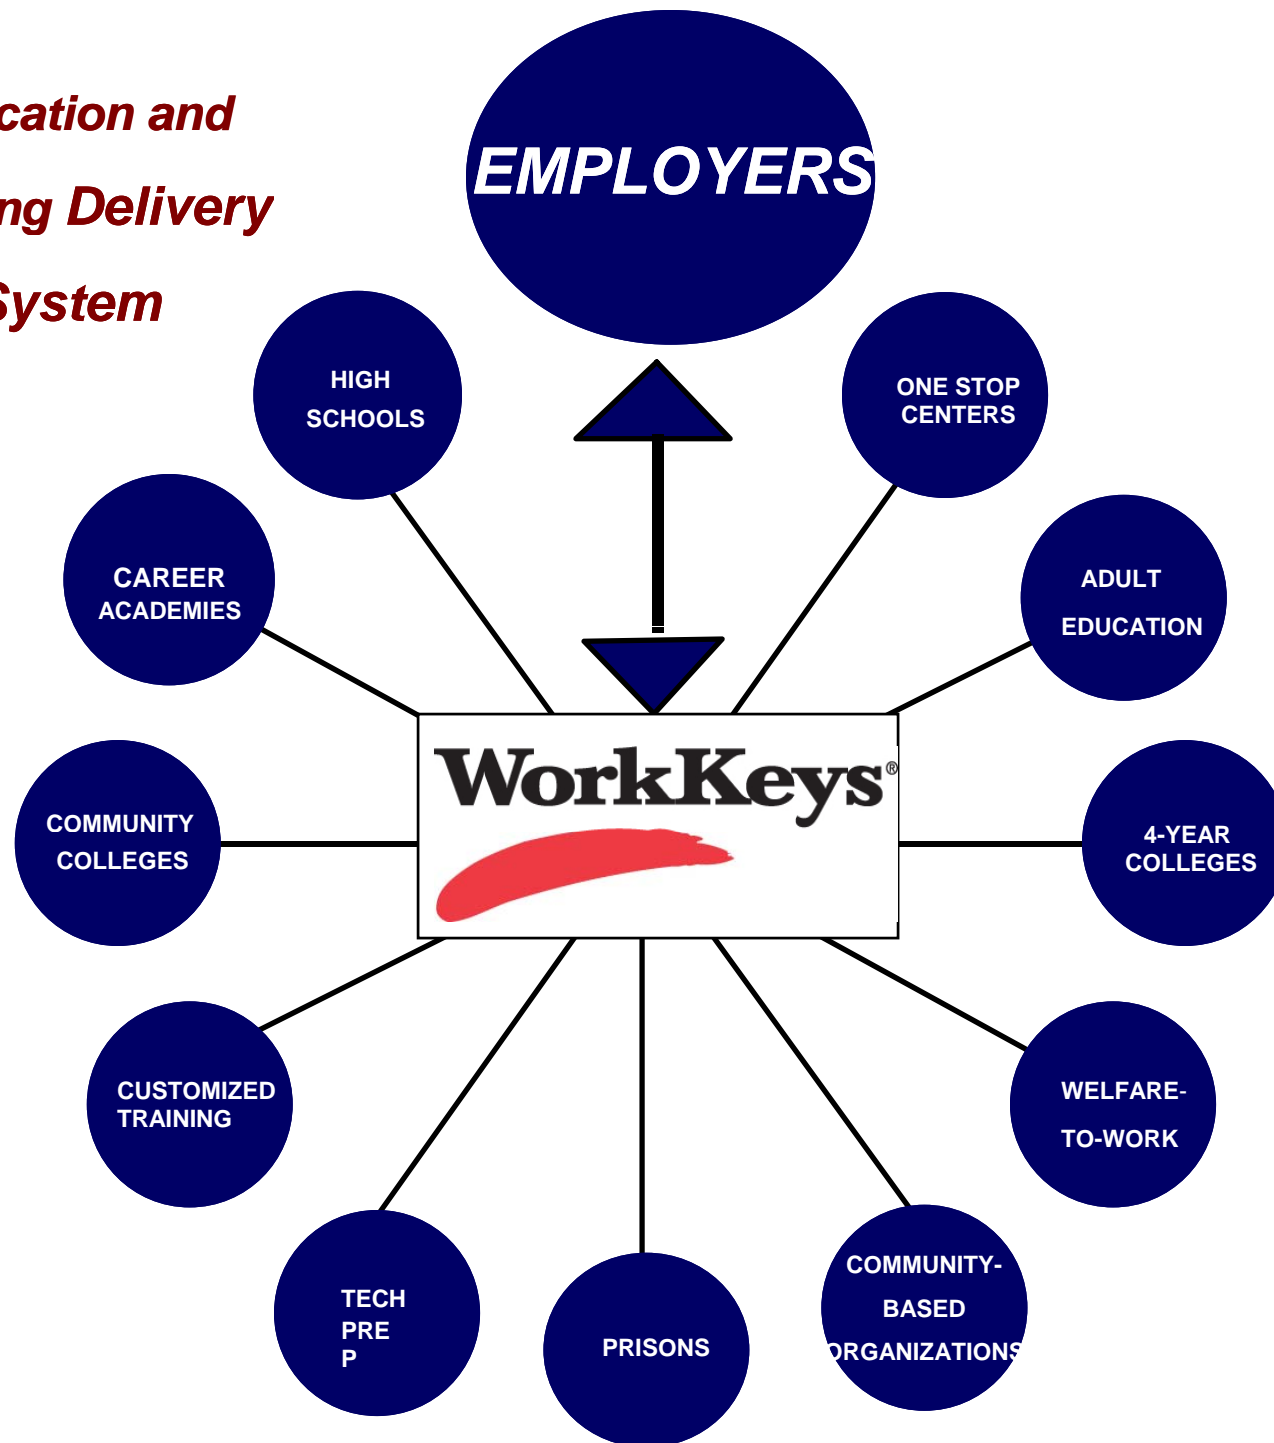 cation and
ng Delivery
System
EMPLOYERS
HIGH
SCHOOLS
ONE STOP
CENTERS
CAREER
ACADEMIES
ADULT
EDUCATION
WorkKeys®
COMMUNITY
COLLEGES
4-YEAR
COLLEGES
CUSTOMIZED
TRAINING
WELFARE-
TO-WORK
TECH
PRE
P
PRISONS
COMMUNITY-
BASED
ORGANIZATIONS